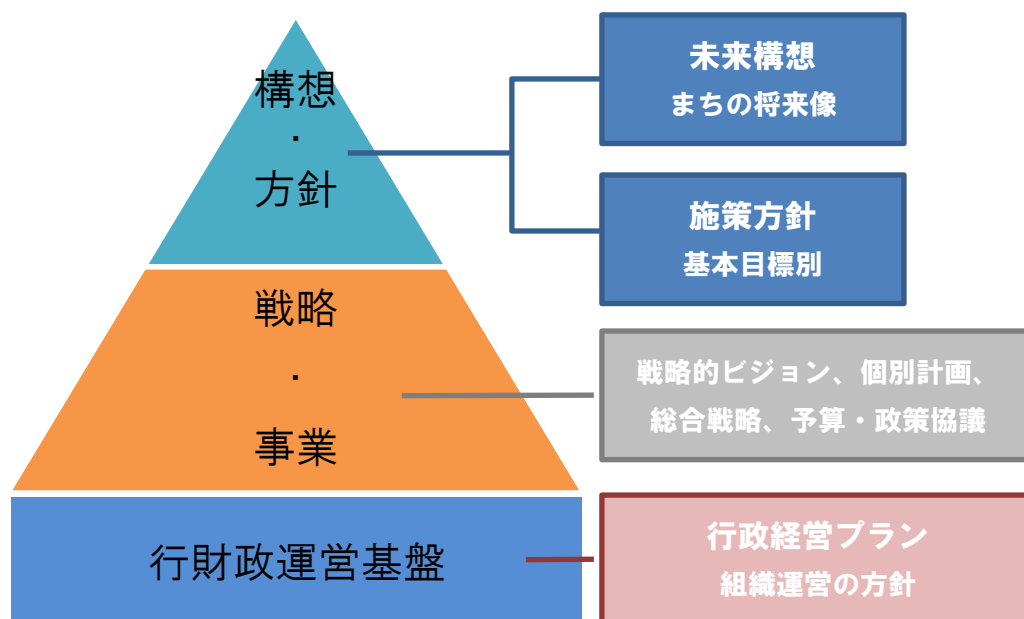 構想
・
方針
未来構想
まちの将来像
施策方針
基本目標別
戦略
・
事業
戦略的ビジョン、個別計画、
総合戦略、予算・政策協議
行財政運営基盤
行政経営プラン
組織運営の方針